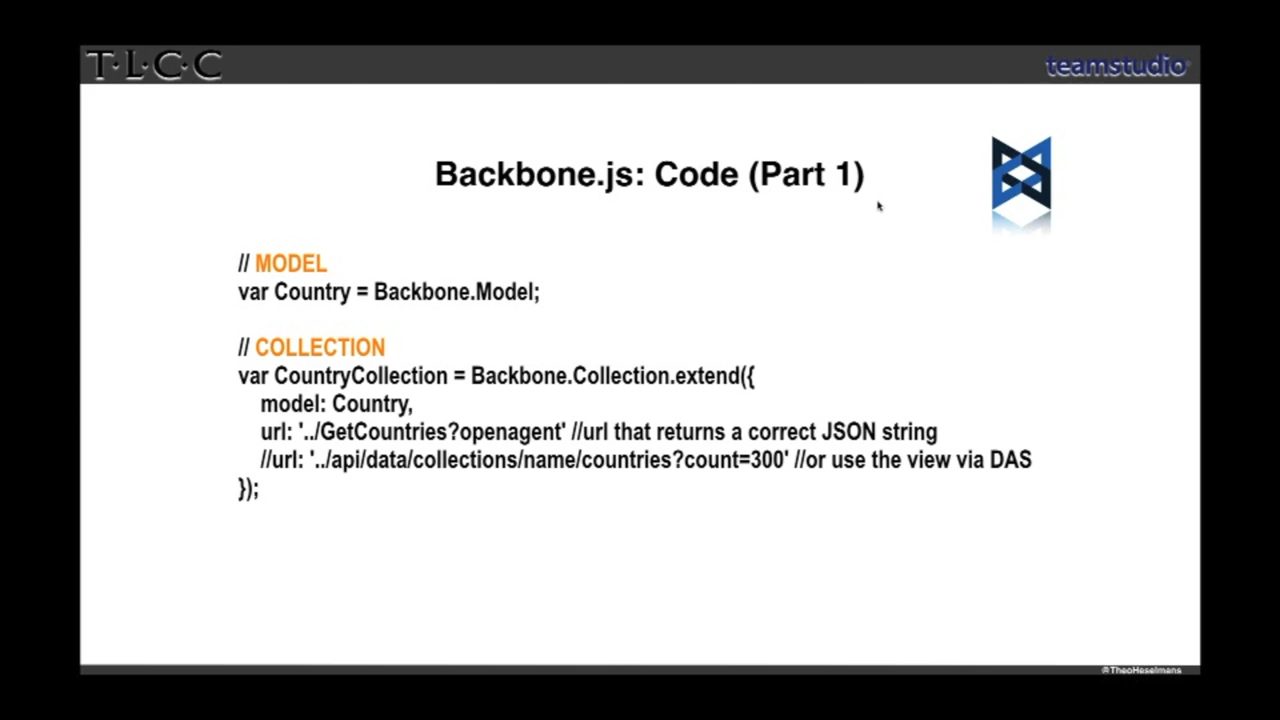 T·L·C·C
teamstudio
Backbone.js: Code (Part 1)
// MODEL
var Country = Backbone.Model;
// COLLECTION
var CountryCollection = Backbone.Collection.extend({
model: Country,
url: '../GetCountries?openagent' //url that returns a correct JSON string
//url: '../api/data/collections/name/countries?count=300' //or use the view via DAS
});
@TheoHeselmans